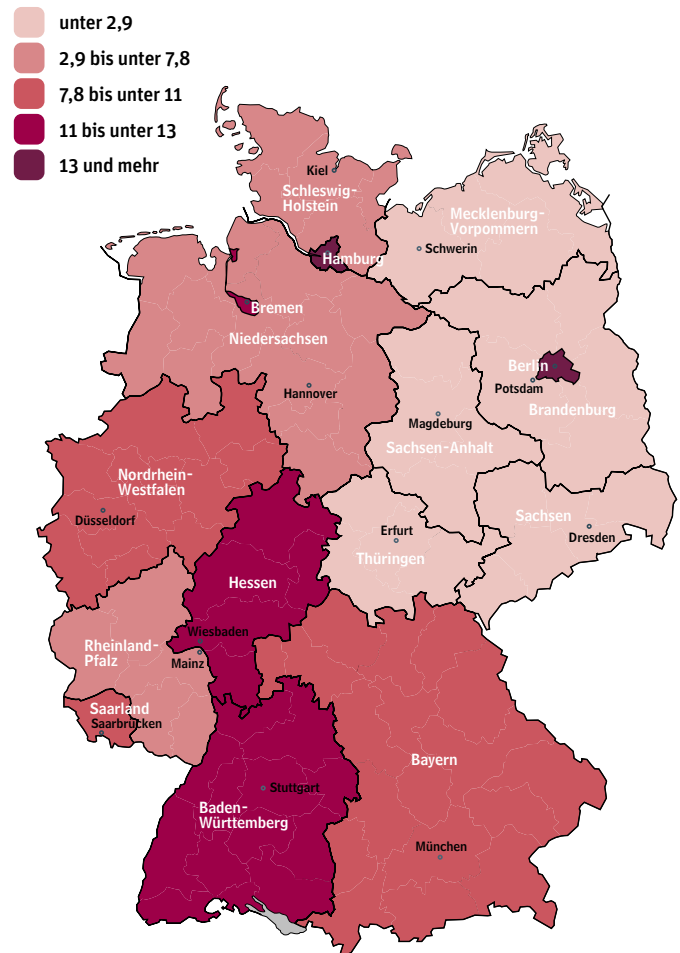 unter 2,9
2,9 bis unter 7,8
7,8 bis unter 11
11 bis unter 13
13 und mehr
Kiel
Schleswig-
Holstein
Mecklenburg-
Vorpommern
Schwerin
Hamburg
Bremen
Niedersachsen
Berlin
Potsdam
Brandenburg
Hannover
Magdeburg
Sachsen-Anhalt
Nordrhein-
Westfalen
Düsseldorf
Sachsen
Dresden
Erfurt
Thüringen
Hessen
Wiesbaden
Mainz
Rheinland-
Pfalz
Saarland
Saarbrücken
Bayern
Stuttgart
Baden-
Württemberg
München